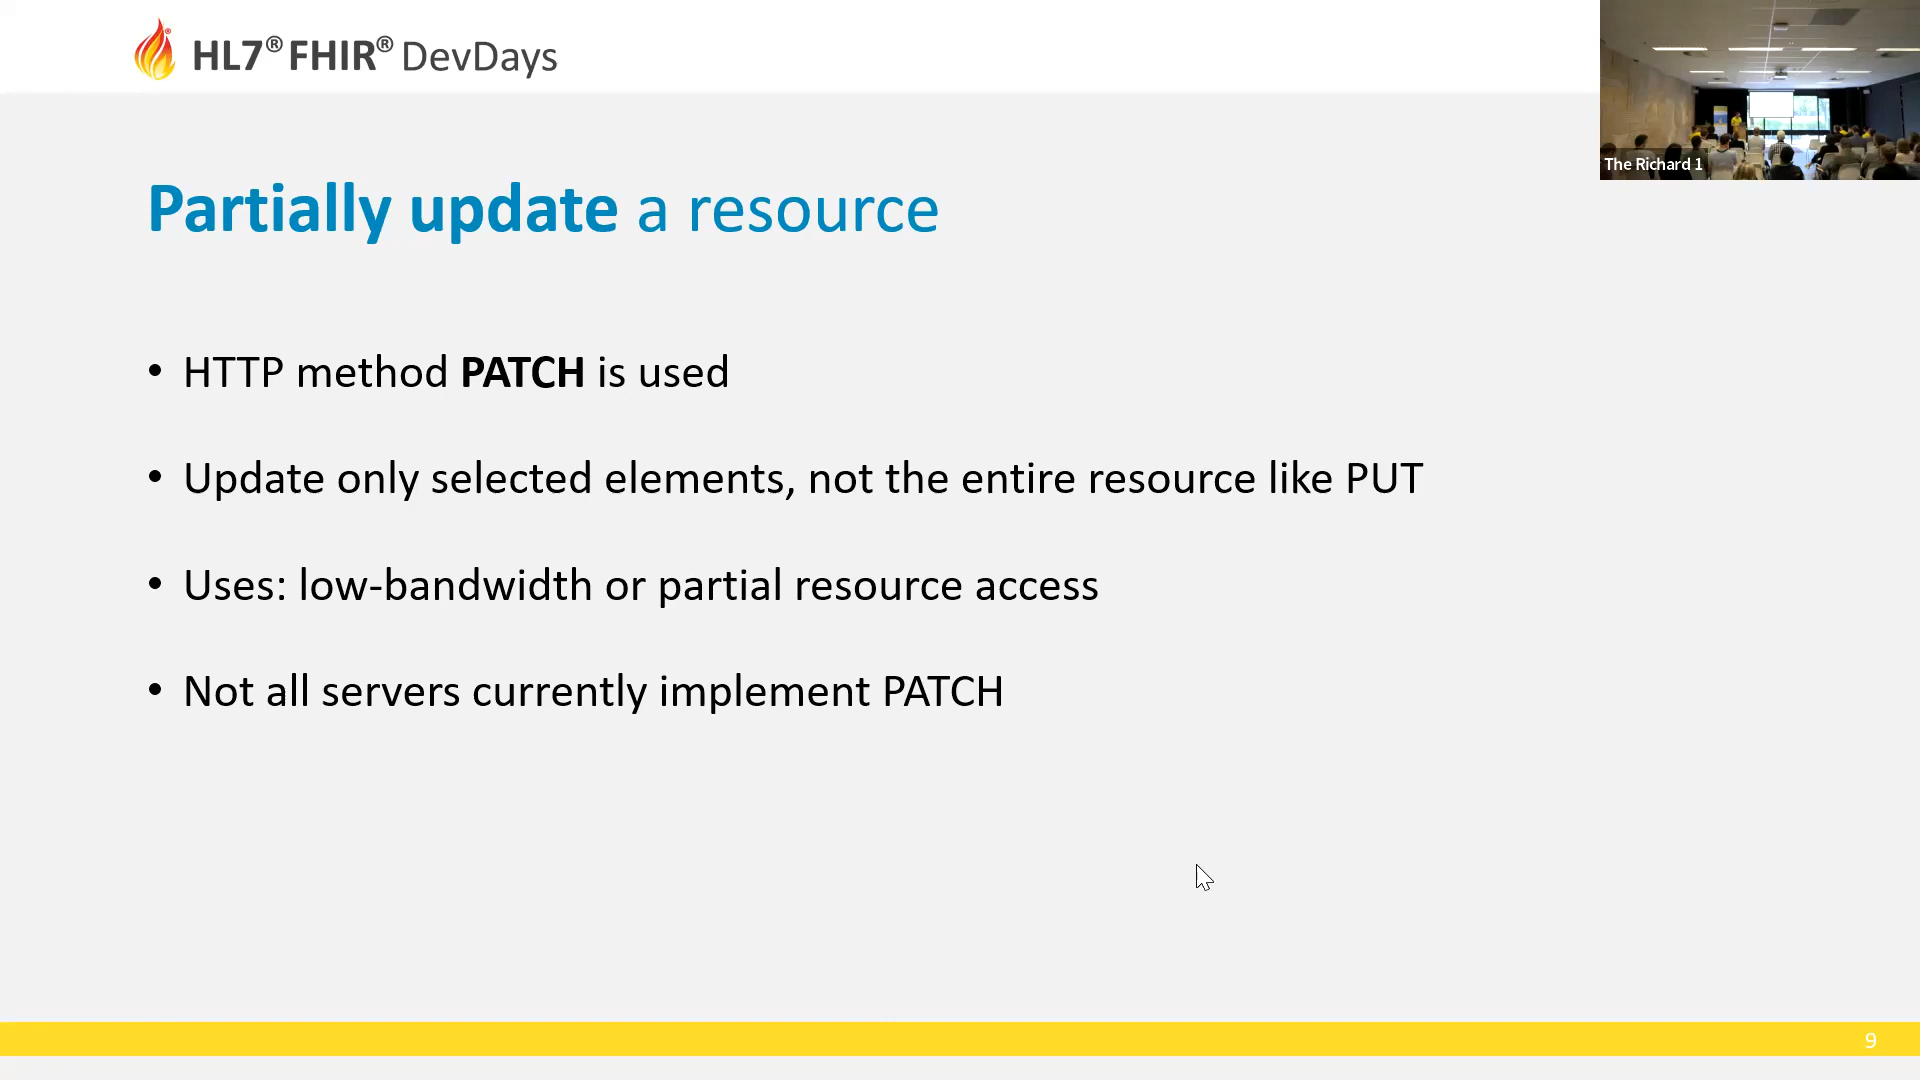 HL7® FHIR® DevDays
The Richard 1
Partially update a resource
• HTTP method PATCH is used
• Update only selected elements, not the entire resource like PUT
• Uses: low-bandwidth or partial resource access
• Not all servers currently implement PATCH
9